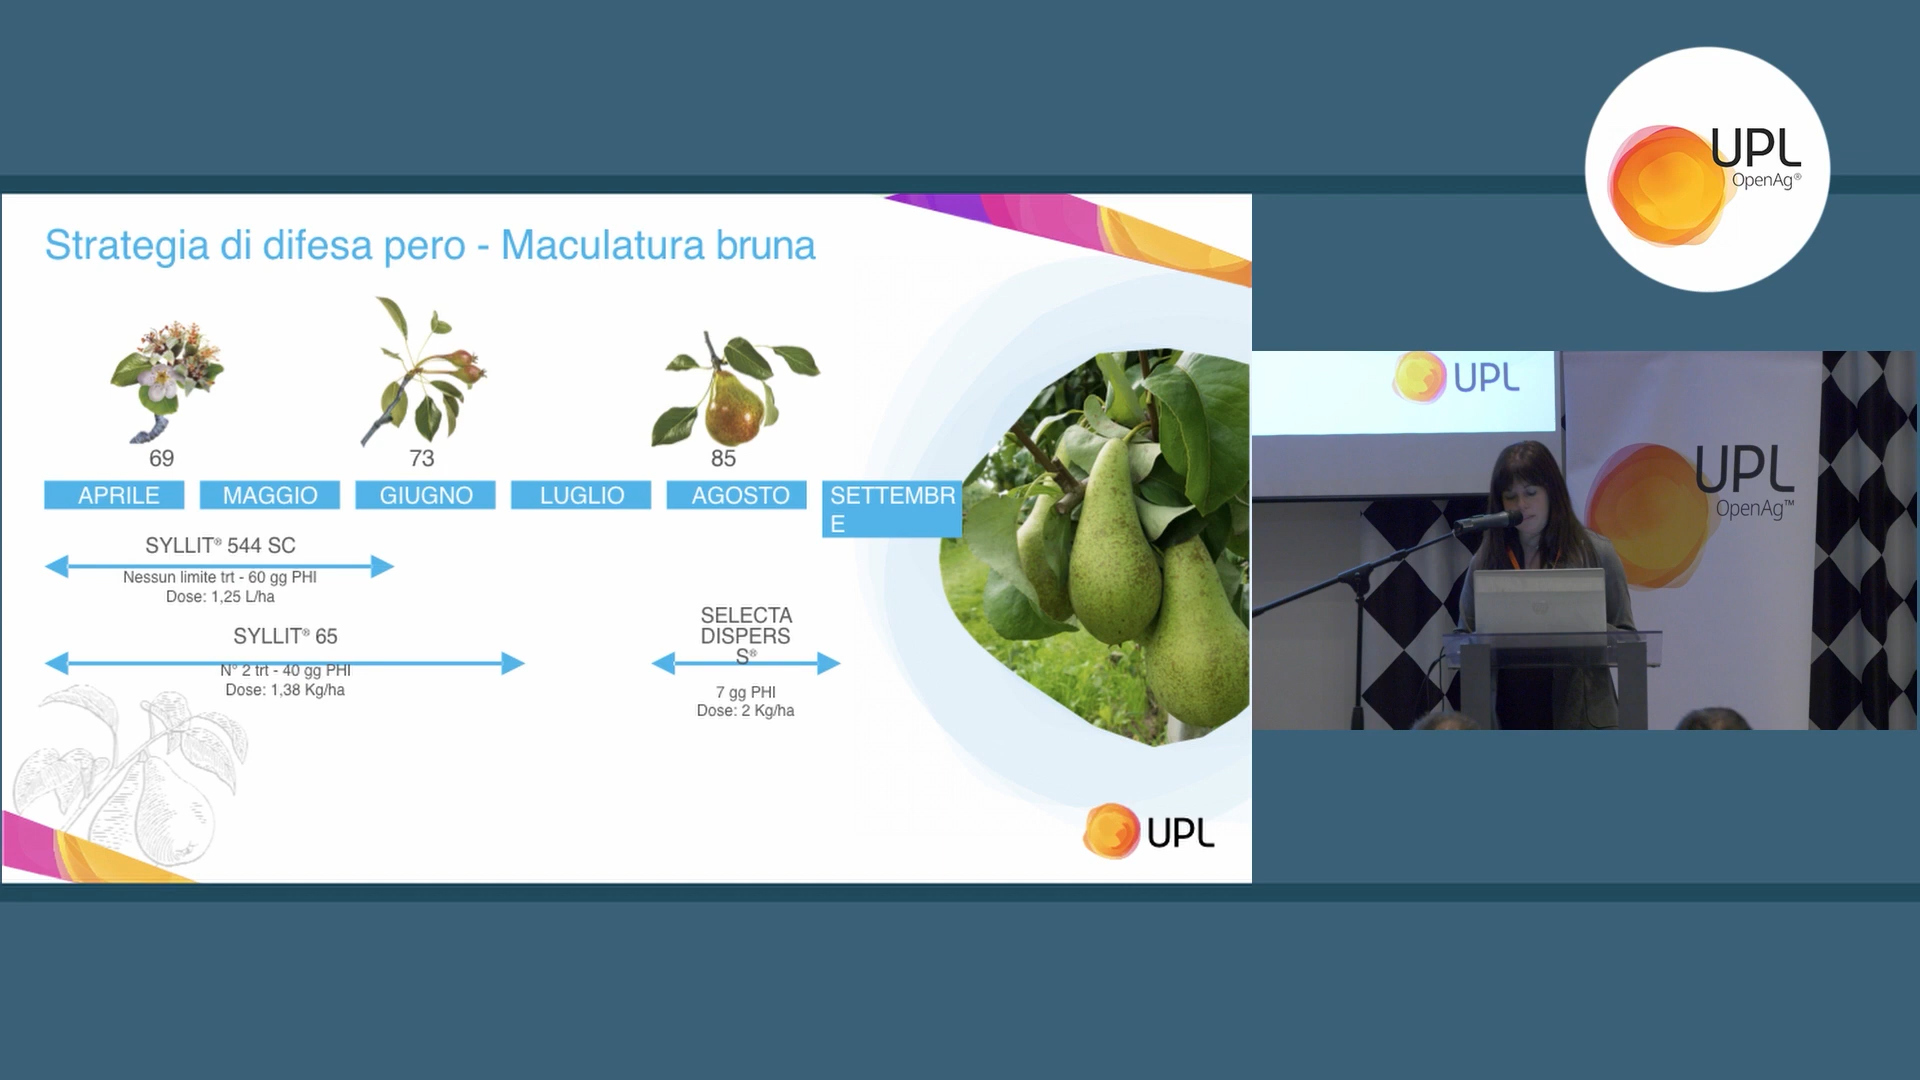 UPL
OpenAg®
Strategia di difesa pero - Maculatura bruna
69
73
85
APRILE
MAGGIO
GIUGNO
LUGLIO
AGOSTO
SETTEMBR
E
SYLLIT® 544 SC
Nessun limite trt - 60 gg PHI
Dose: 1,25 L/ha
SYLLIT® 65
N° 2 trt - 40 gg PHI
Dose: 1,38 Kg/ha
SELECTA
DISPERS
S®
7 gg PHI
Dose: 2 Kg/ha
UPL
UPL
UPL
OpenAg™